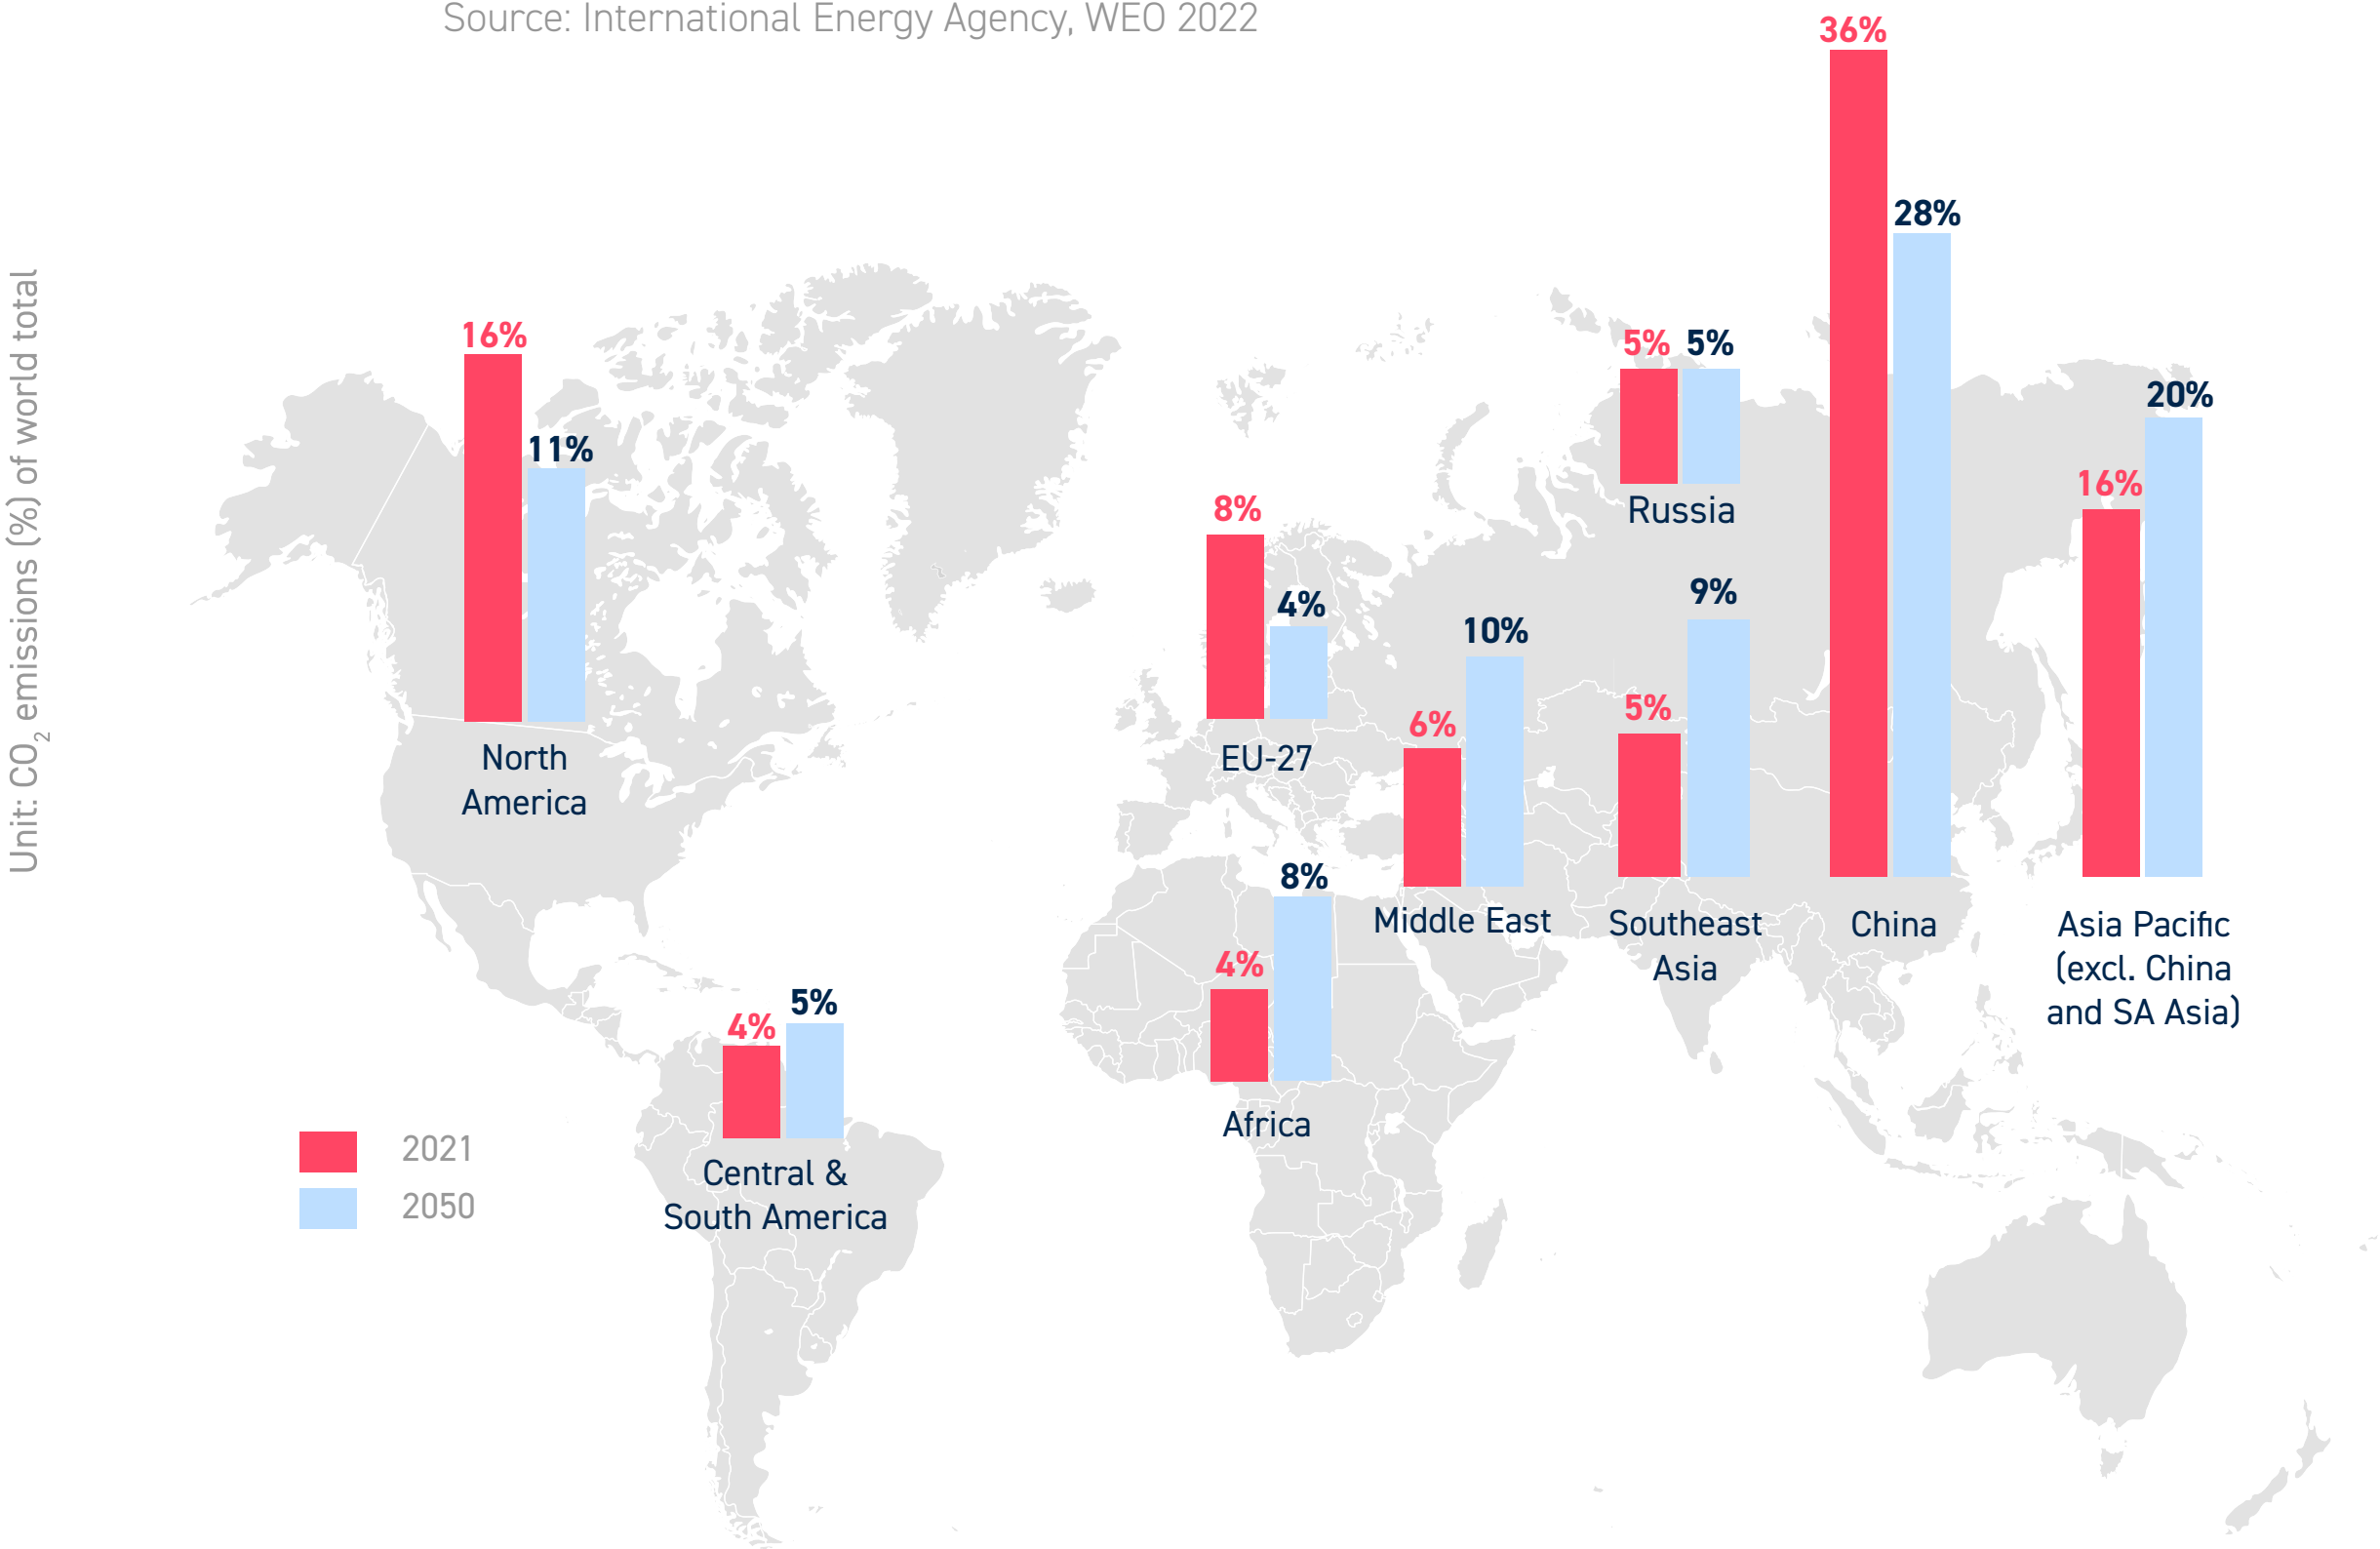 Source: International Energy Agency, WEO 2022
Unit: CO2 emissions (%) of world total
36%
28%
16%
11%
North
America
5% 5%
Russia
20%
16%
8%
4%
EU-27
10%
6%
Middle East
9%
5%
Southeast
Asia
China
Asia Pacific
(excl. China
and SA Asia)
8%
4%
Africa
5%
4%
Central &
South America
2021
2050